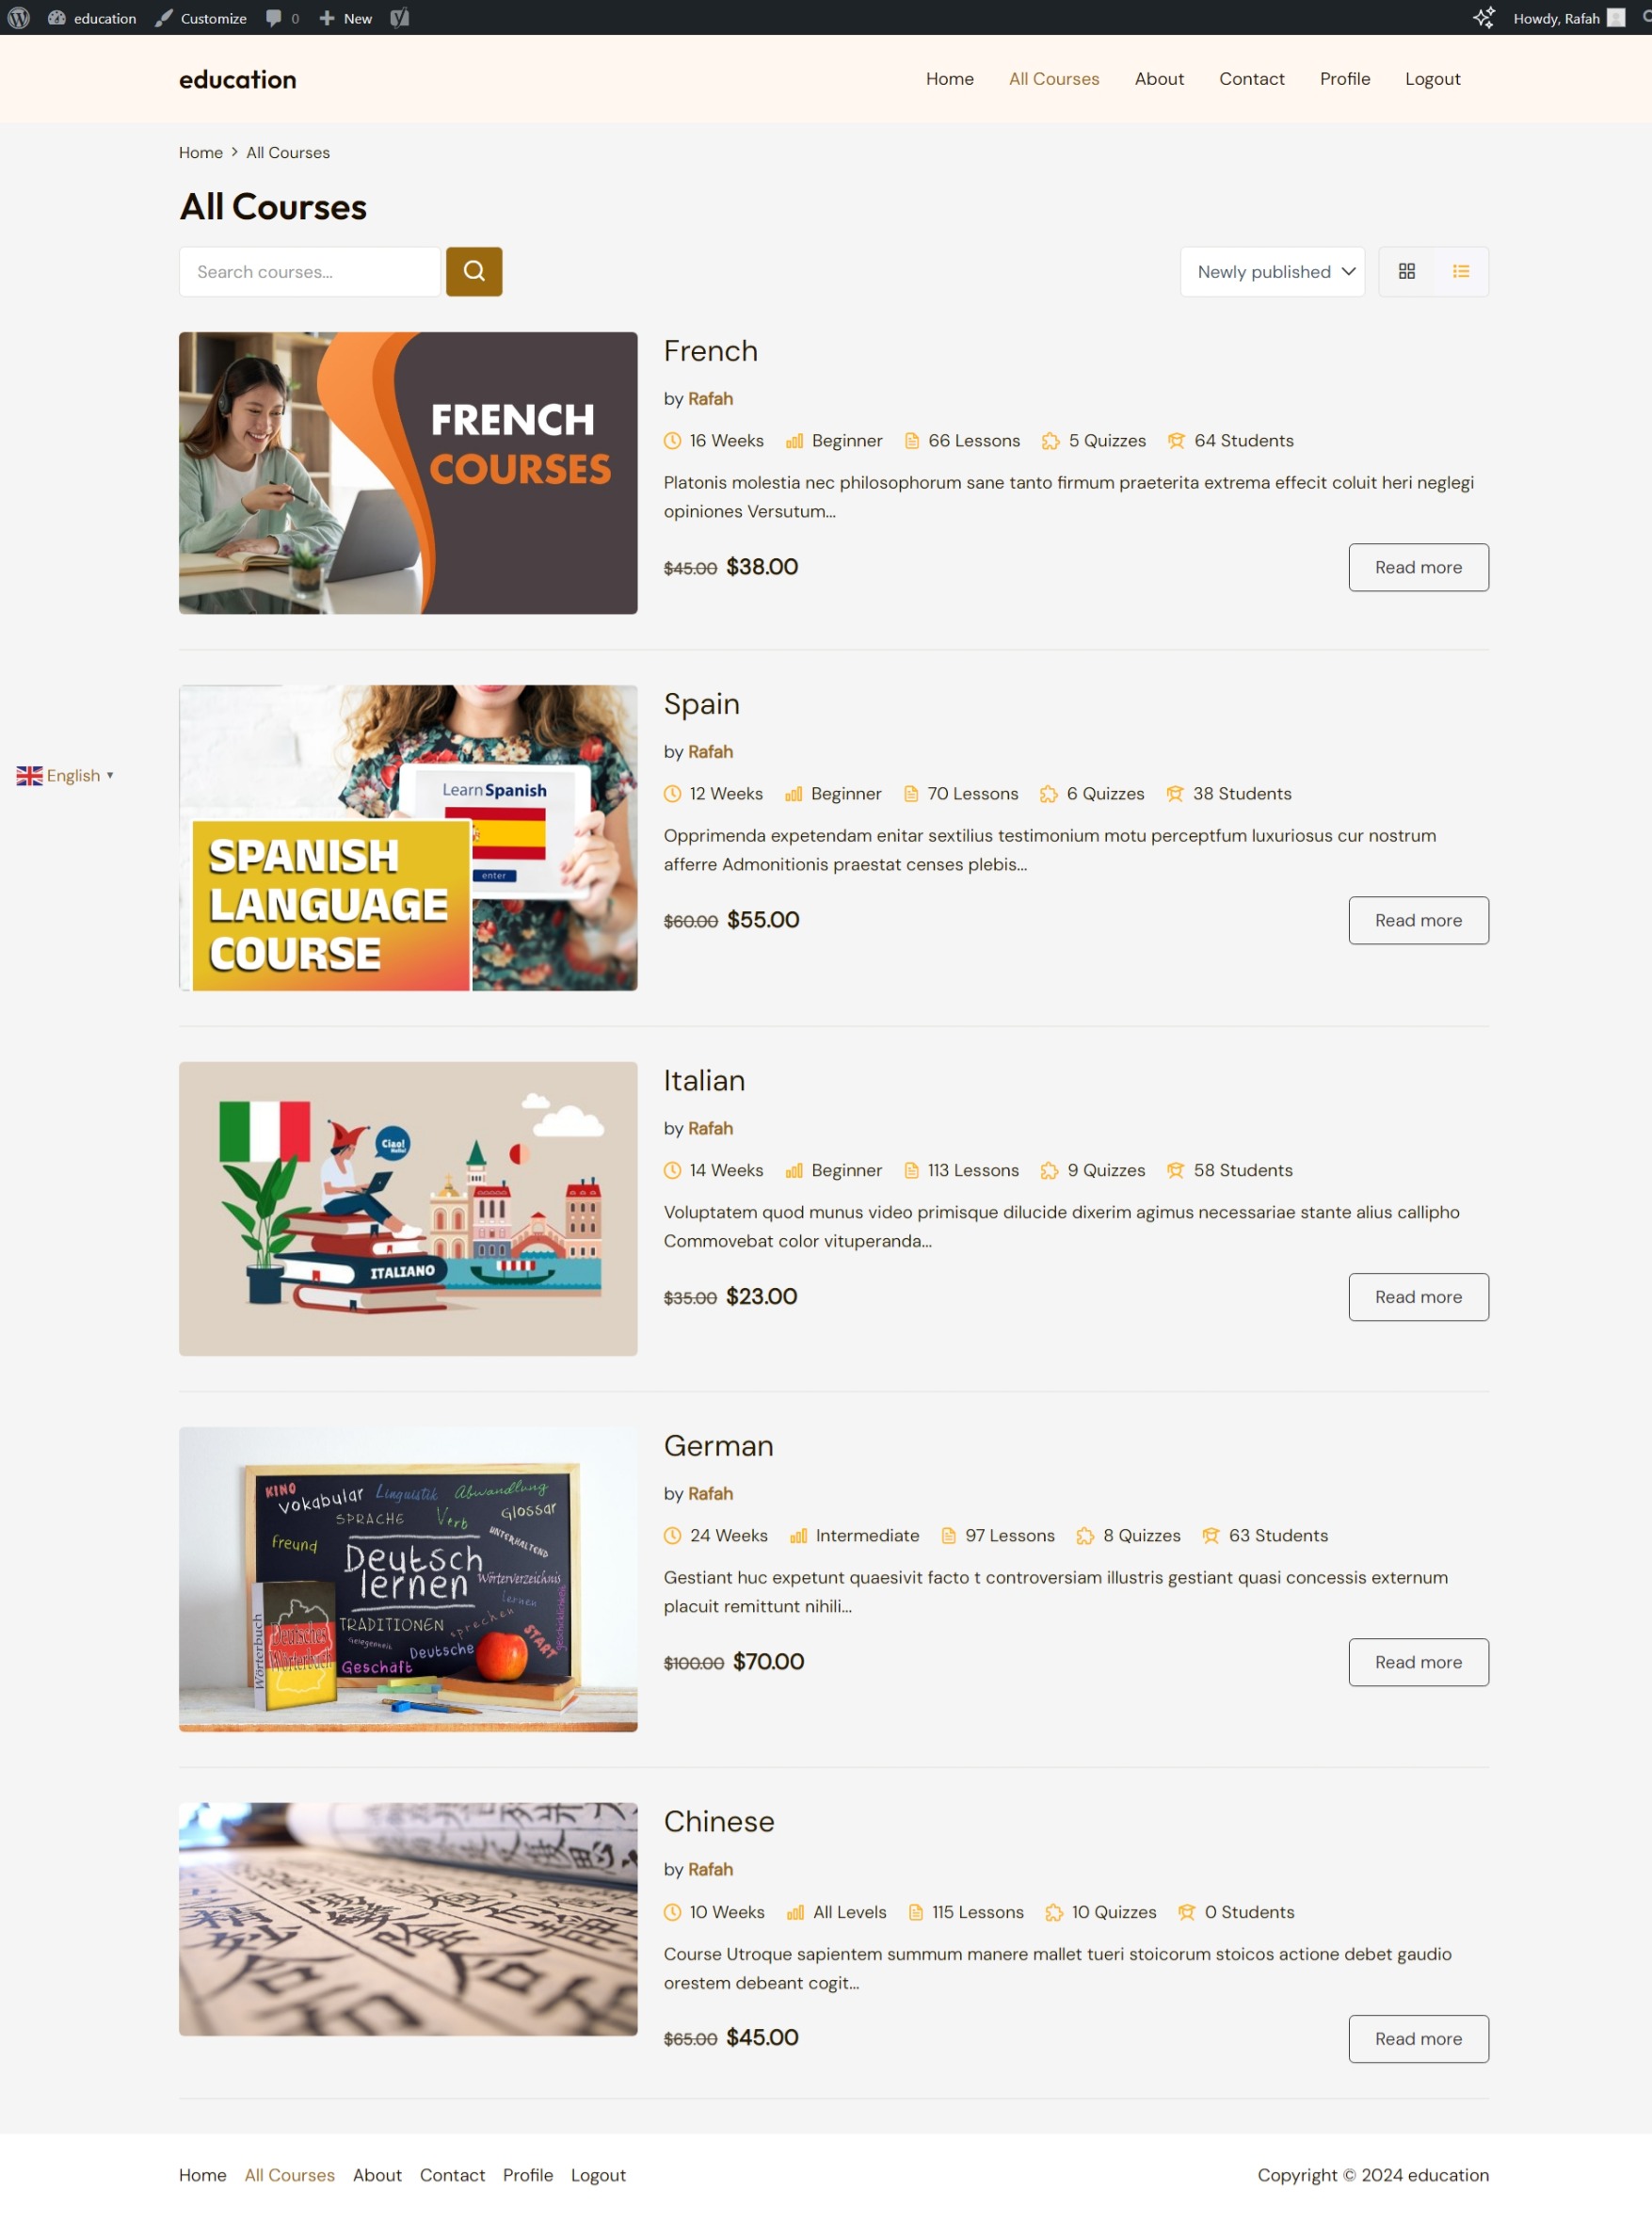 education Customize 0 New Howdy, Rafah
education Home All Courses About Contact Profile Logout
Home > All Courses
All Courses
Search courses... Newly published
FRENCH
COURSES
French
by Rafah
16 Weeks Beginner 66 Lessons 5 Quizzes 64 Students
Platonis molestia nec philosophorum sane tanto firmum praeterita extrema effecit coluit heri neglegi
opiniones Versutum...
$45.00 $38.00 Read more
English ▼
Learn Spanish
enter
SPANISH
LANGUAGE
COURSE
Spain
by Rafah
12 Weeks Beginner 70 Lessons 6 Quizzes 38 Students
Opprimenda expetendam enitar sextilius testimonium motu perceptfum luxuriosus cur nostrum
afferre Admonitionis praestat censes plebis...
$60.00 $55.00 Read more
Ciao!
ITALIANO
Italian
by Rafah
14 Weeks Beginner 113 Lessons 9 Quizzes 58 Students
Voluptatem quod munus video primisque dilucide dixerim agimus necessariae stante alius callipho
Commovebat color vituperanda...
$35.00 $23.00 Read more
KINO
vokabular Linguistik Abwandlung
SPRACHE Verb Glossar
Freund UNTERHALTEND
Deutsch
lernen Wörterverzeichnis
lernen
TRADITIONEN sprechen
Gelegenheit Deutsche START
Geschäft geschicklichkeit
Wörterbuch
Deutsches
Wörterbuch
German
by Rafah
24 Weeks Intermediate 97 Lessons 8 Quizzes 63 Students
Gestiant huc expetunt quaesivit facto t controversiam illustris gestiant quasi concessis externum
placuit remittunt nihili...
$100.00 $70.00 Read more
Chinese
by Rafah
10 Weeks All Levels 115 Lessons 10 Quizzes 0 Students
Course Utroque sapientem summum manere mallet tueri stoicorum stoicos actione debet gaudio
orestem debeant cogit...
$65.00 $45.00 Read more
Home All Courses About Contact Profile Logout Copyright © 2024 education